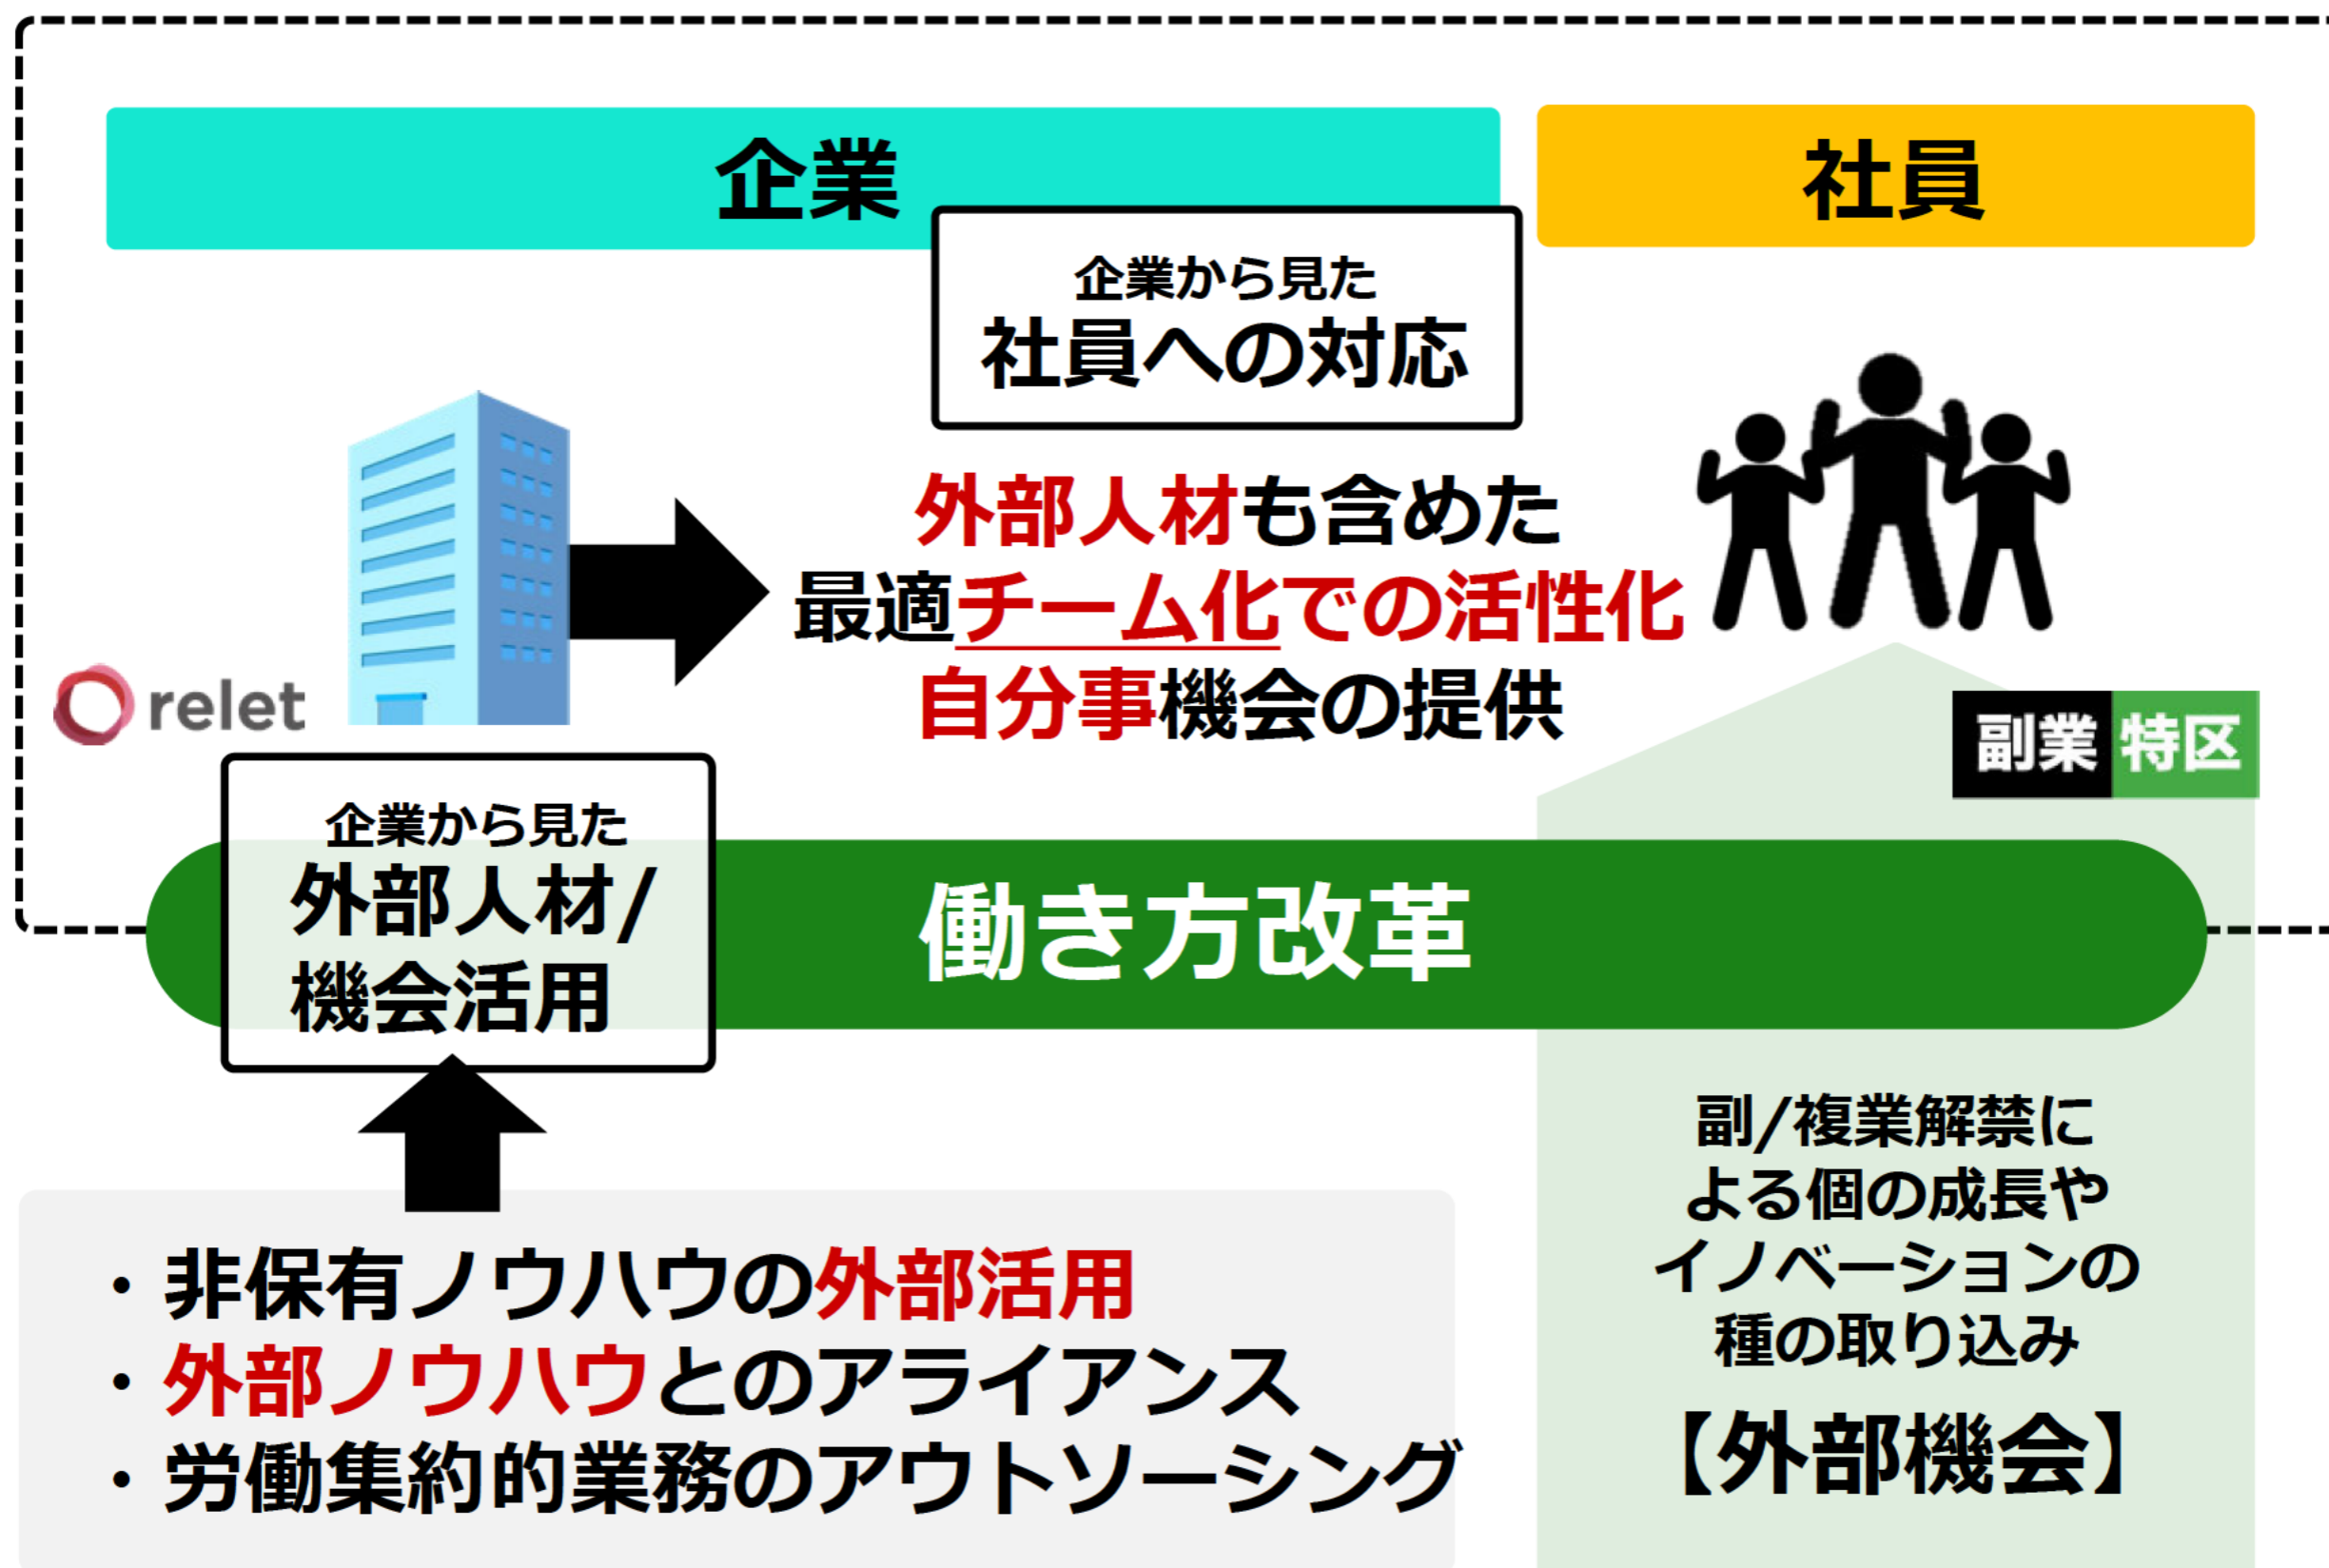 企業
社員
企業から見た
社員への対応
外部人材も含めた
最適チーム化での活性化
自分事機会の提供
relet
副業特区
企業から見た
外部人材/
機会活用
働き方改革
・非保有ノウハウの外部活用
・外部ノウハウとのアライアンス
・労働集約的業務のアウトソーシング
副/複業解禁に
よる個の成長や
イノベーションの
種の取り込み
【外部機会】